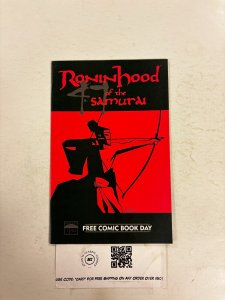 RONINHOOD
47
of the
SAMURAI
FREE COMIC BOOK DAY
USE CODE: "EASY" FOR FREE SHIPPING ON ANY ORDER OVER $50!